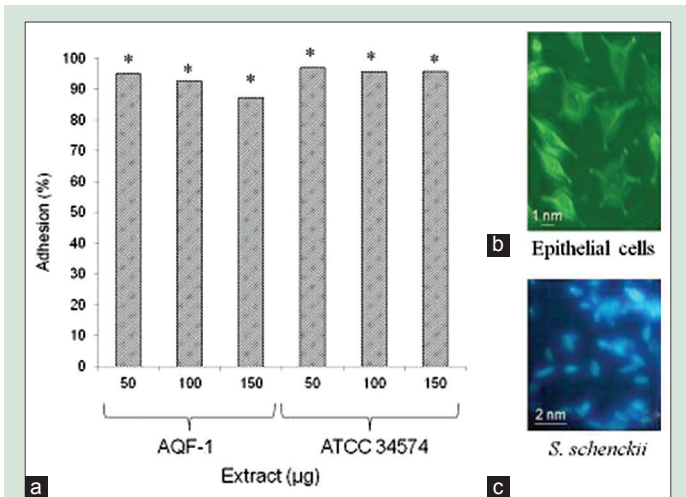 100
90
80
70
60
50
40
30
20
10
0
Adhesion (%)
* * * * * *
50 100 150 50 100 150
AQF-1 ATCC 34574
Extract (μg)
a
1 nm
b
Epithelial cells
2 nm
c
S. schenckii